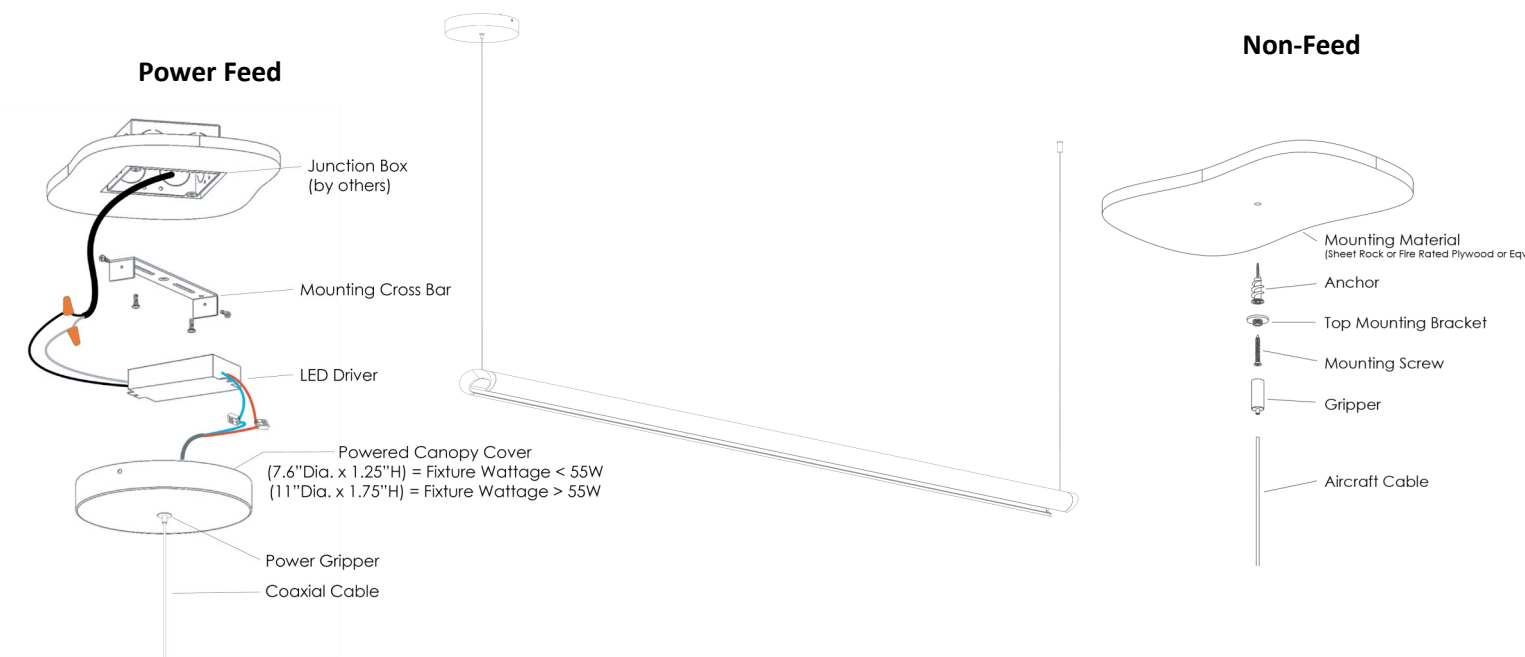 Power Feed
Junction Box
(by others)
Mounting Cross Bar
LED Driver
Powered Canopy Cover
(7.6”Dia. x 1.25”H) = Fixture Wattage < 55W
(11”Dia. x 1.75”H) = Fixture Wattage > 55W
Power Gripper
Coaxial Cable
Non-Feed
Mounting Material
(Sheet Rock or Fire Rated Plywood or Eqv
Anchor
Top Mounting Bracket
Mounting Screw
Gripper
Aircraft Cable